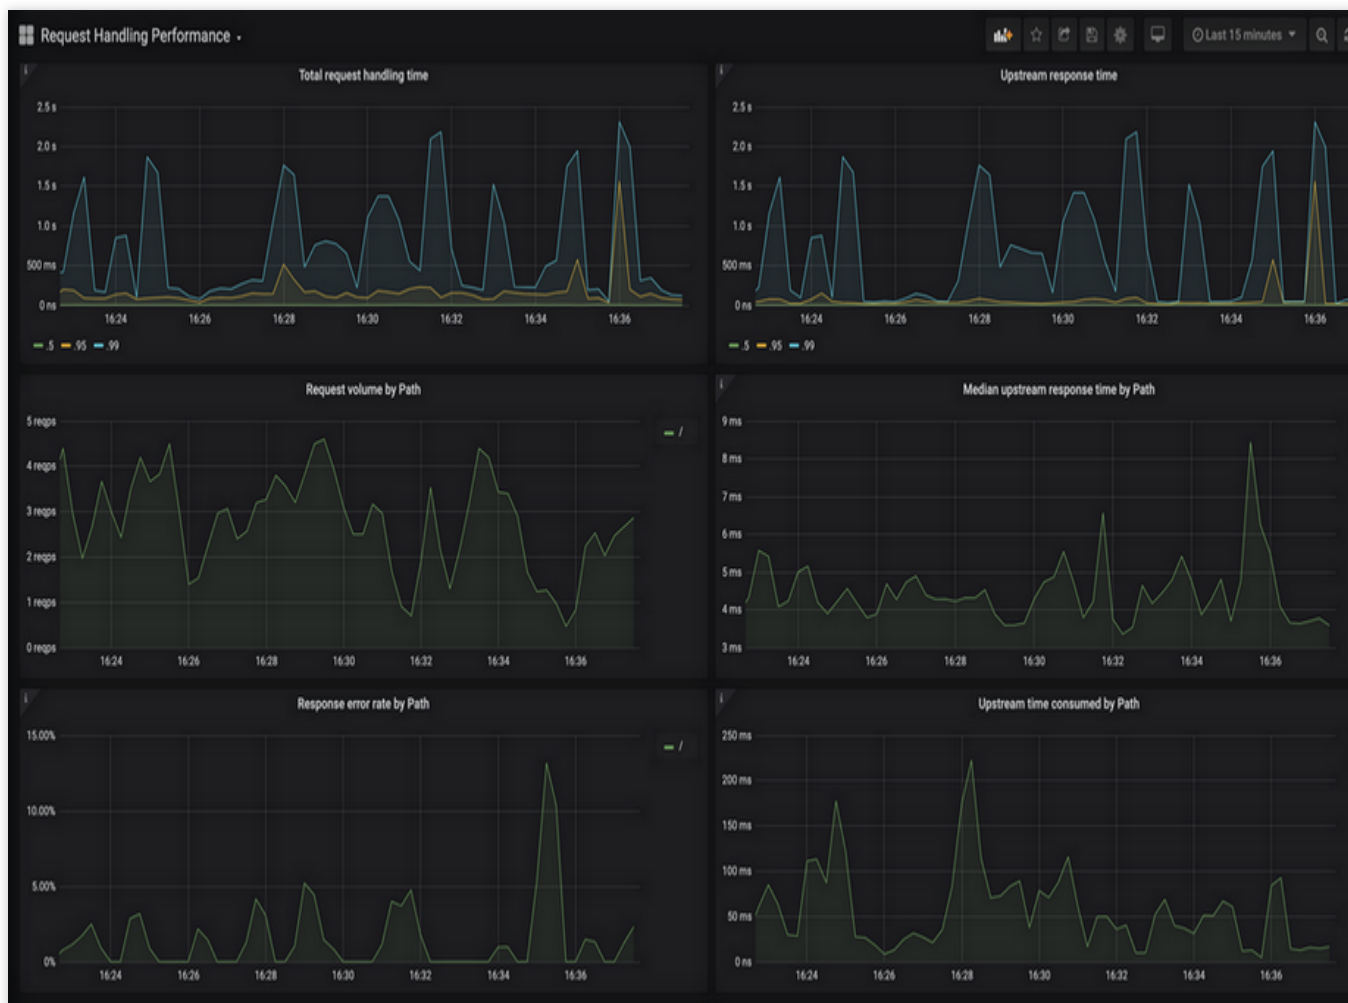 Request Handling Performance
Last 15 minutes
Total request handling time
2.5 s
2.0 s
1.5 s
1.0 s
500 ms
0 ns
16:24 16:26 16:28 16:30 16:32 16:34 16:36
.5 .95 .99
Upstream response time
2.5 s
2.0 s
1.5 s
1.0 s
500 ms
0 ns
16:24 16:26 16:28 16:30 16:32 16:34 16:36
.5 .95 .99
Request volume by Path
5 reqps
4 reqps
3 reqps
2 reqps
1 reqps
0 reqps
16:24 16:26 16:28 16:30 16:32 16:34 16:36
/
Median upstream response time by Path
9 ms
8 ms
7 ms
6 ms
5 ms
4 ms
3 ms
16:24 16:26 16:28 16:30 16:32 16:34 16:36
Response error rate by Path
15.00%
10.00%
5.00%
0%
16:24 16:26 16:28 16:30 16:32 16:34 16:36
/
Upstream time consumed by Path
250 ms
200 ms
150 ms
100 ms
50 ms
0 ns
16:24 16:26 16:28 16:30 16:32 16:34 16:36